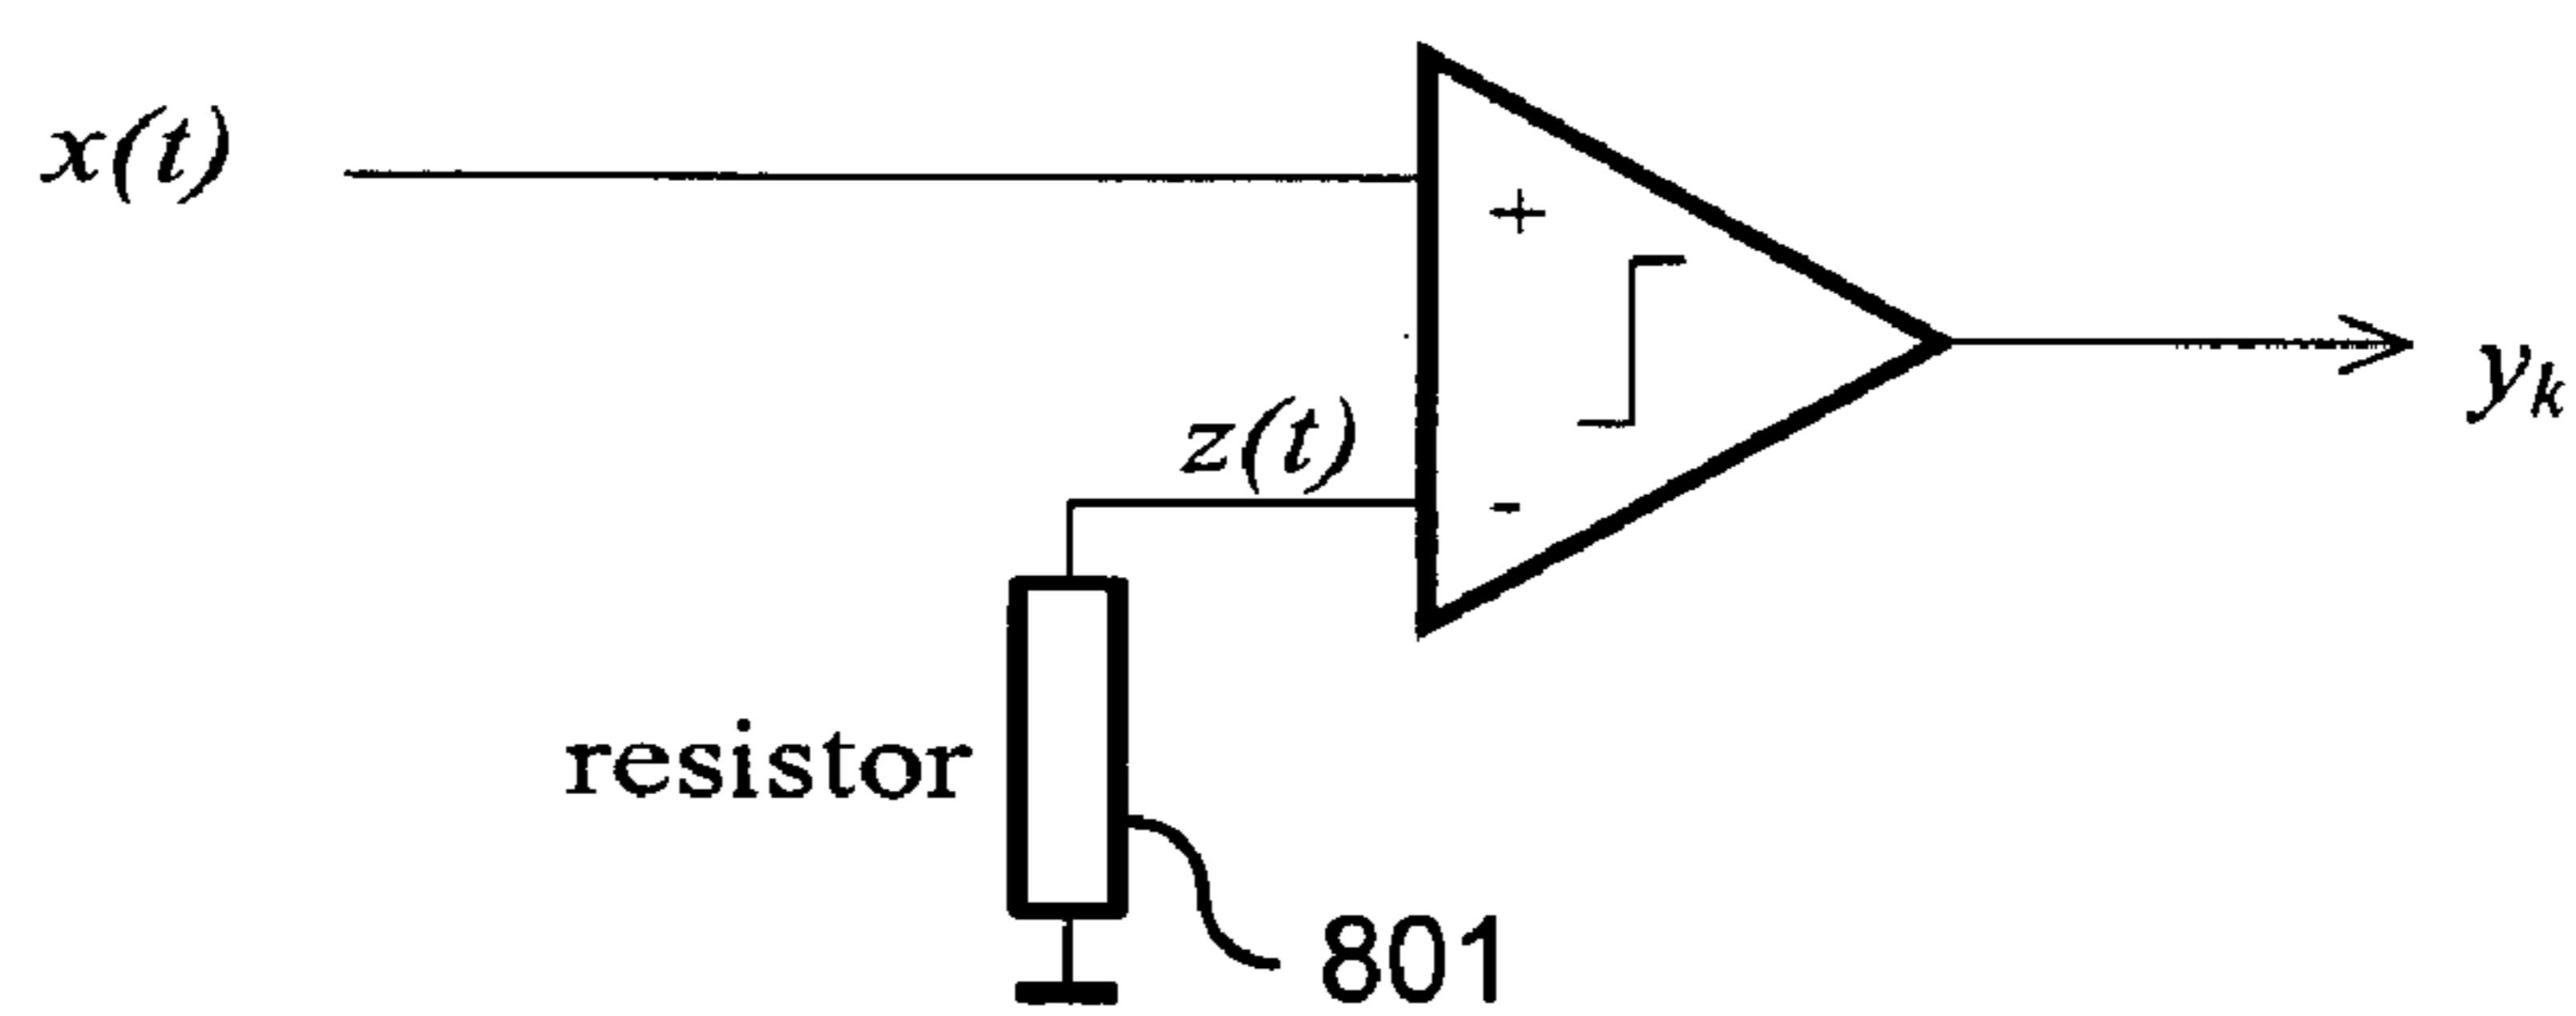 x(t)
+
y_k
z(t)
-
resistor
801